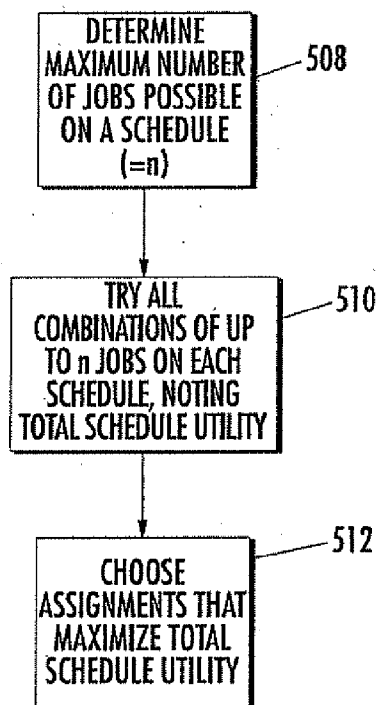 DETERMINE
MAXIMUM NUMBER
OF JOBS POSSIBLE
ON A SCHEDULE
(=n)
508
TRY ALL
COMBINATIONS OF UP
TO n JOBS ON EACH
SCHEDULE, NOTING
TOTAL SCHEDULE UTILITY
510
CHOOSE
ASSIGNMENTS THAT
MAXIMIZE TOTAL
SCHEDULE UTILITY
512